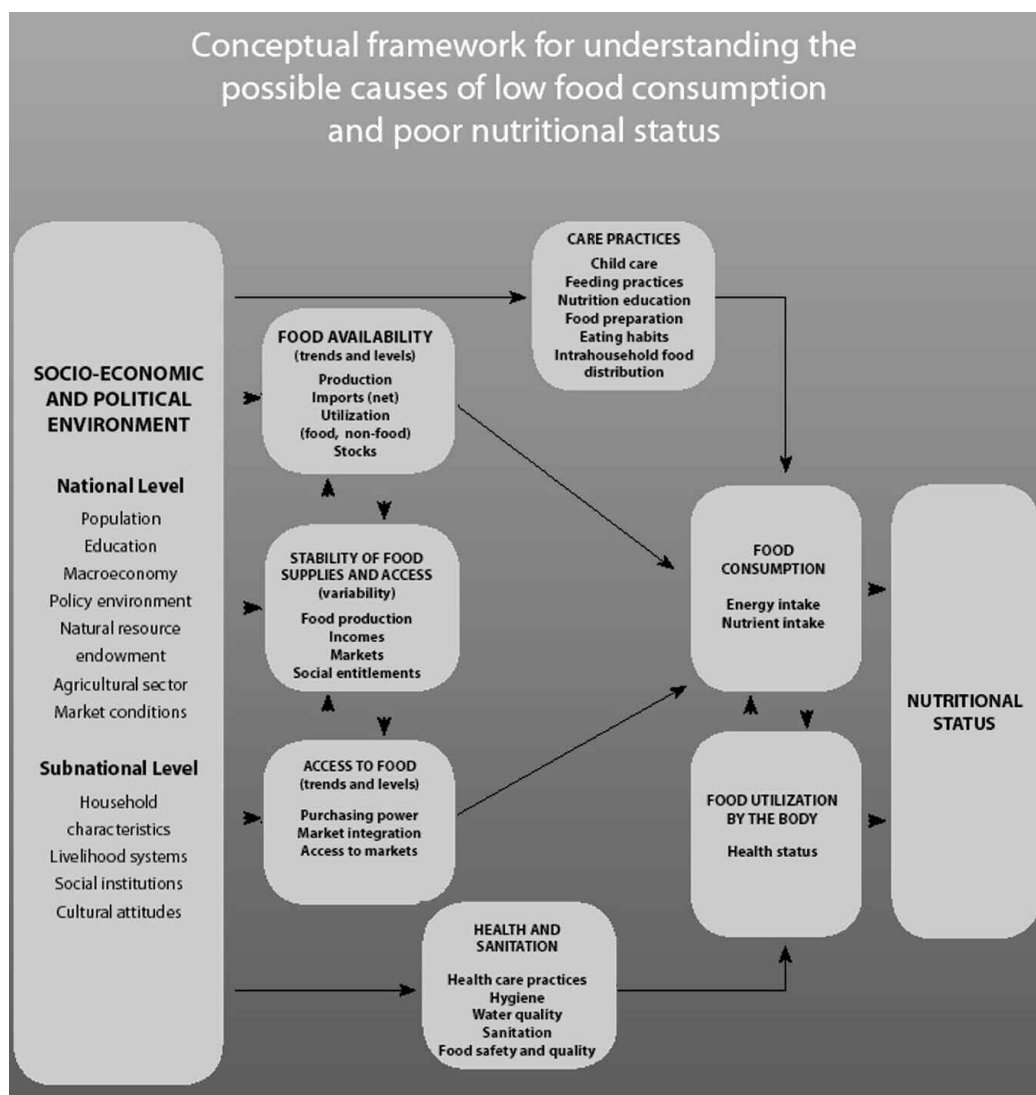 Conceptual framework for understanding the
possible causes of low food consumption
and poor nutritional status
SOCIO-ECONOMIC
AND POLITICAL
ENVIRONMENT
National Level
Population
Education
Macroeconomy
Policy environment
Natural resource
endowment
Agricultural sector
Market conditions
Subnational Level
Household
characteristics
Livelihood systems
Social institutions
Cultural attitudes
CARE PRACTICES
Child care
Feeding practices
Nutrition education
Food preparation
Eating habits
Intrahousehold food
distribution
FOOD AVAILABILITY
(trends and levels)
Production
Imports (net)
Utilization
(food, non-food)
Stocks
STABILITY OF FOOD
SUPPLIES AND ACCESS
(variability)
Food production
Incomes
Markets
Social entitlements
ACCESS TO FOOD
(trends and levels)
Purchasing power
Market integration
Access to markets
HEALTH AND
SANITATION
Health care practices
Hygiene
Water quality
Sanitation
Food safety and quality
FOOD
CONSUMPTION
Energy intake
Nutrient intake
FOOD UTILIZATION
BY THE BODY
Health status
NUTRITIONAL
STATUS